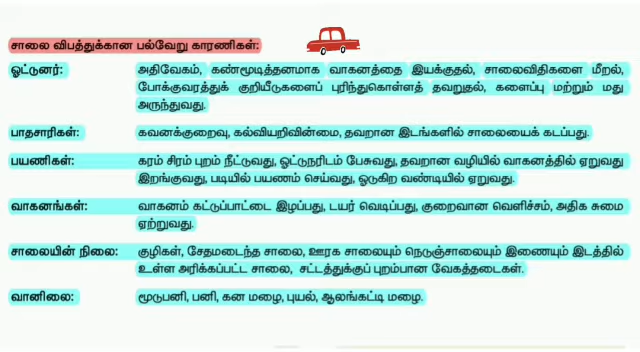 சாலை விபத்துக்கான பல்வேறு காரணிகள்:
ஓட்டுனர்: அதிவேகம், கண்மூடித்தனமாக வாகனத்தை இயக்குதல், சாலைவிதிகளை மீறல்,
போக்குவரத்துக் குறியீடுகளைப் புரிந்துகொள்ளத் தவறுதல், களைப்பு மற்றும் மது
அருந்துவது.
பாதசாரிகள்: கவனக்குறைவு, கல்வியறிவின்மை, தவறான இடங்களில் சாலையைக் கடப்பது.
பயணிகள்: கரம் சிரம் புறம் நீட்டுவது, ஓட்டுநரிடம் பேசுவது, தவறான வழியில் வாகனத்தில் ஏறுவது
இறங்குவது, படியில் பயணம் செய்வது, ஓடுகிற வண்டியில் ஏறுவது.
வாகனங்கள்: வாகனம் கட்டுப்பாட்டை இழப்பது, டயர் வெடிப்பது, குறைவான வெளிச்சம், அதிக சுமை
ஏற்றுவது.
சாலையின் நிலை: குழிகள், சேதமடைந்த சாலை, ஊரக சாலையும் நெடுஞ்சாலையும் இணையும் இடத்தில்
உள்ள அரிக்கப்பட்ட சாலை, சட்டத்துக்குப் புறம்பான வேகத்தடைகள்.
வானிலை: மூடுபனி, பனி, கன மழை, புயல், ஆலங்கட்டி மழை.